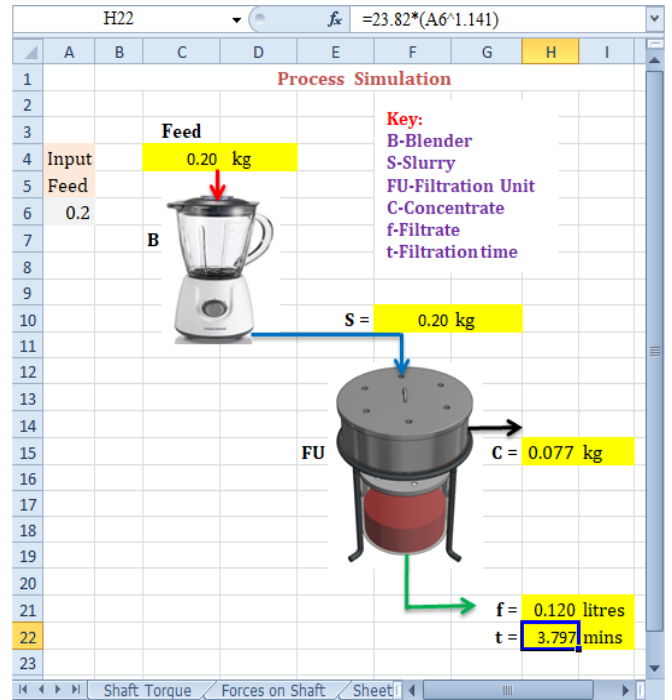 H22 fx =23.82*(A6^1.141)
A B C D E F G H I
1 Process Simulation
2
3 Feed Key:
B-Blender
4 Input 0.20 kg S-Slurry
5 Feed FU-Filtration Unit
6 0.2 C-Concentrate
f-Filtrate
7 B t-Filtration time
8
9
10 S = 0.20 kg
11
12
13
14
15 FU C = 0.077 kg
16
17
18
19
20
21 f = 0.120 litres
22 t = 3.797 mins
23
Shaft Torque Forces on Shaft Sheet